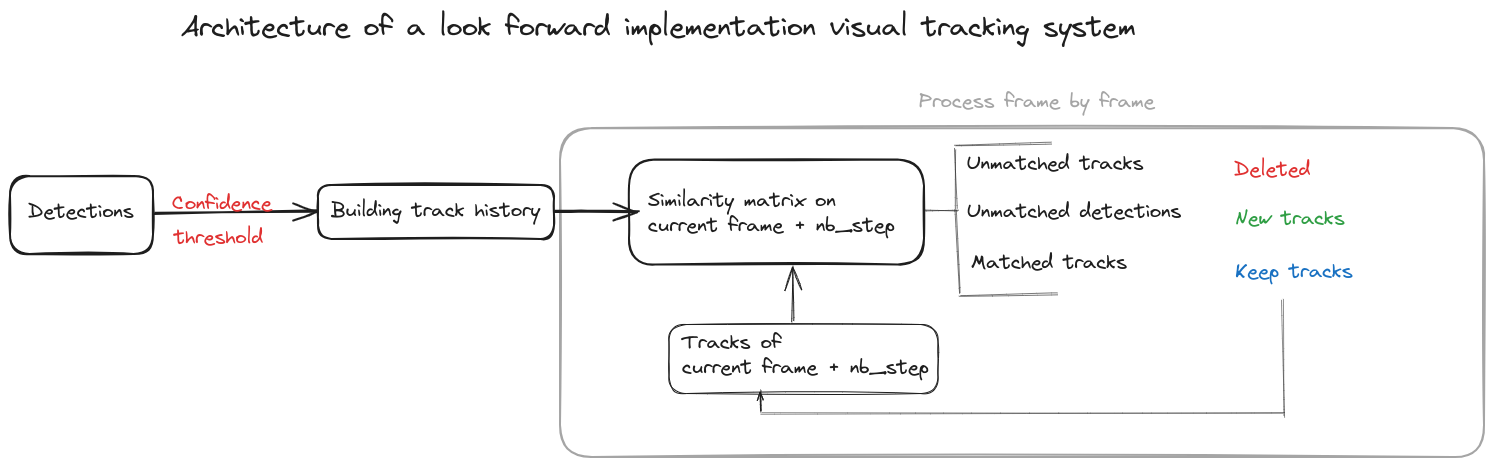 Architecture of a look forward implementation visual tracking system
Process frame by frame
Detections
Confidence
threshold
Building track history
Similarity matrix on
current frame + nb_step
Unmatched tracks
Deleted
Unmatched detections
New tracks
Matched tracks
Keep tracks
Tracks of
current frame + nb_step